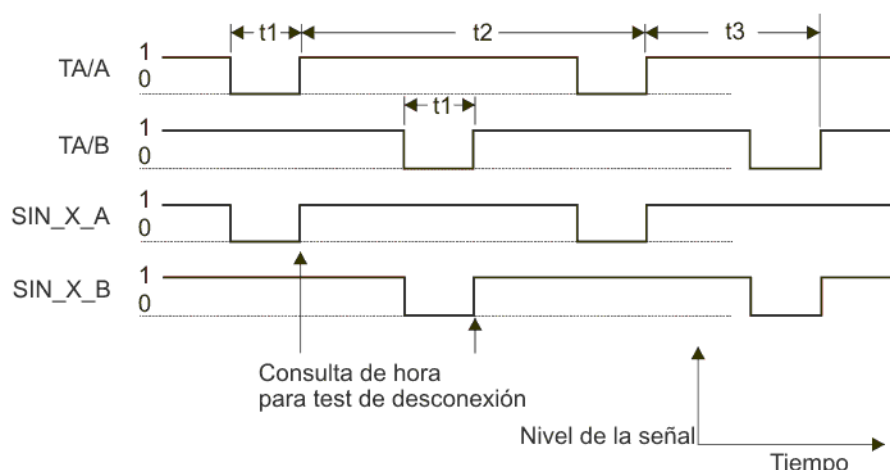 t1
t2
t3
TA/A
1
0
t1
TA/B
1
0
SIN_X_A
1
0
SIN_X_B
1
0
Consulta de hora
para test de desconexión
Nivel de la señal
Tiempo